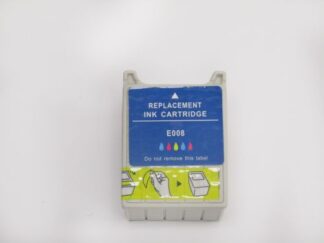 REPLACEMENT
INK CARTRIDGE
E008
Do not remove this label